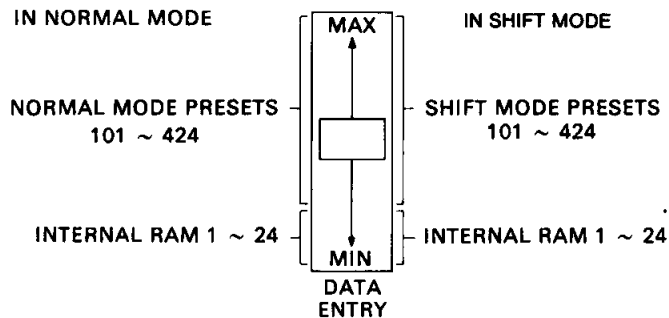 IN NORMAL MODE
MAX
IN SHIFT MODE
NORMAL MODE PRESETS
101 ~ 424
SHIFT MODE PRESETS
101 ~ 424
INTERNAL RAM 1 ~ 24
INTERNAL RAM 1 ~ 24
MIN
DATA
ENTRY